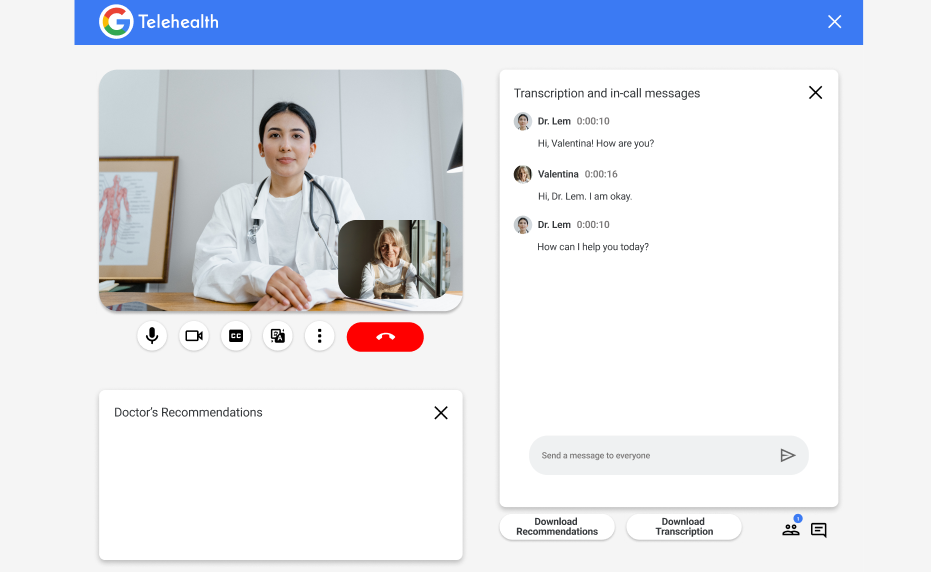 G Telehealth
Transcription and in-call messages
Dr. Lem 0:00:10
Hi, Valentina! How are you?
Valentina 0:00:16
Hi, Dr. Lem. I am okay.
Dr. Lem 0:00:10
How can I help you today?
CC
Doctor's Recommendations
Send a message to everyone
Download
Recommendations
Download
Transcription